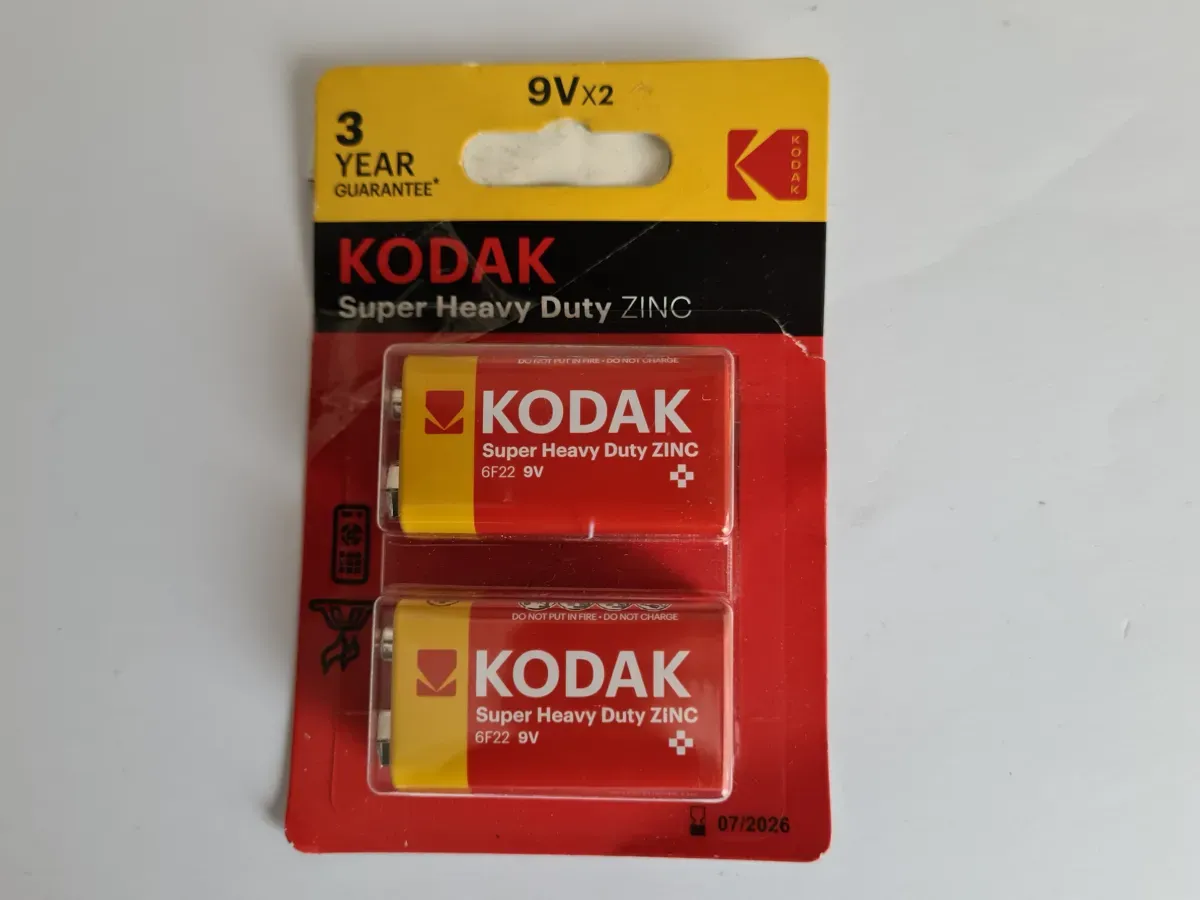 9V X2
3
YEAR
GUARANTEE*
KODAK
KODAK
Super Heavy Duty ZINC
DO NOT PUT IN FIRE • DO NOT CHARGE
KODAK
Super Heavy Duty ZINC
6F22 9V
DO NOT PUT IN FIRE • DO NOT CHARGE
KODAK
Super Heavy Duty ZINC
6F22 9V
07/2026